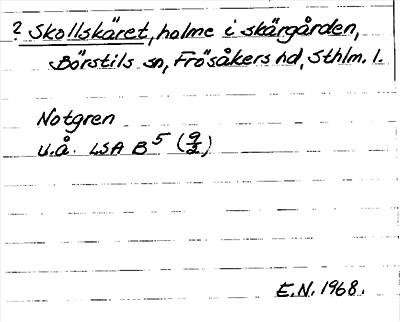 ? Skollskäret, holme i skärgården,
Börstils sn, Frösåkers hd, Sthlm. l.
Notgren
u.å. LSA B⁵ (9/2)
E.N. 1968.